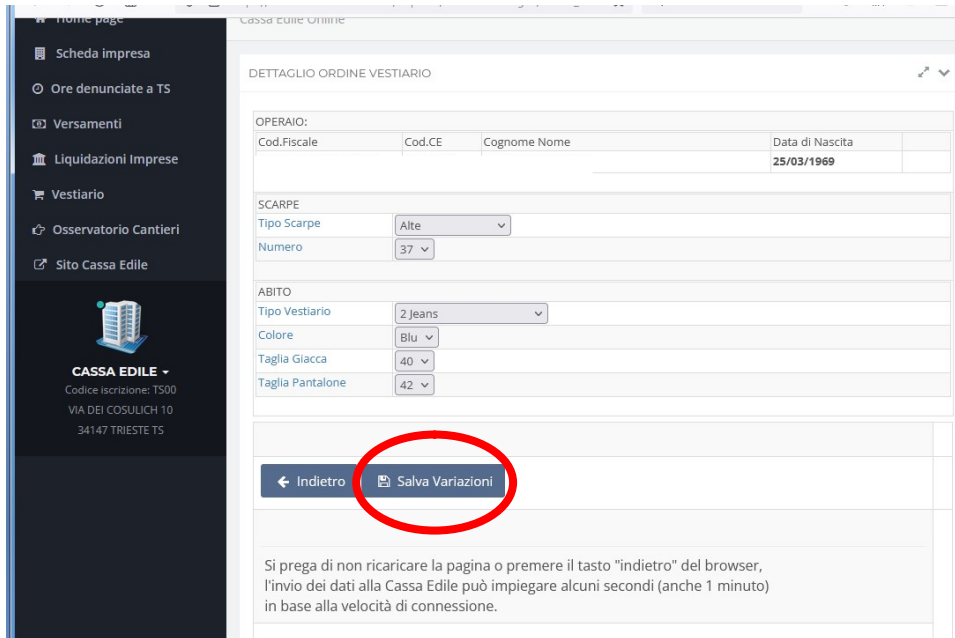 Home page
Cassa Edile Online
Scheda impresa
Ore denunciate a TS
Versamenti
Liquidazioni Imprese
Vestiario
Osservatorio Cantieri
Sito Cassa Edile
CASSA EDILE
Codice iscrizione: TS00
VIA DEI COSULICH 10
34147 TRIESTE TS
DETTAGLIO ORDINE VESTIARIO
OPERAIO:
Cod.Fiscale Cod.CE Cognome Nome Data di Nascita
25/03/1969
SCARPE
Tipo Scarpe Alte
Numero 37
ABITO
Tipo Vestiario 2 Jeans
Colore Blu
Taglia Giacca 40
Taglia Pantalone 42
Indietro Salva Variazioni
Si prega di non ricaricare la pagina o premere il tasto "indietro" del browser,
l'invio dei dati alla Cassa Edile può impiegare alcuni secondi (anche 1 minuto)
in base alla velocità di connessione.